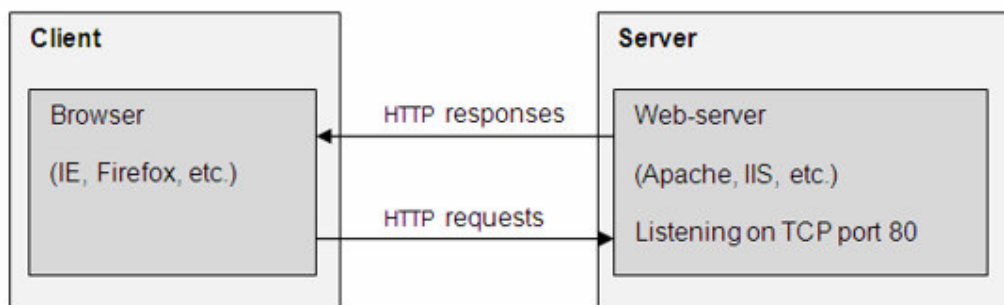 Client
Browser
(IE, Firefox, etc.)
HTTP responses
HTTP requests
Server
Web-server
(Apache, IIS, etc.)
Listening on TCP port 80